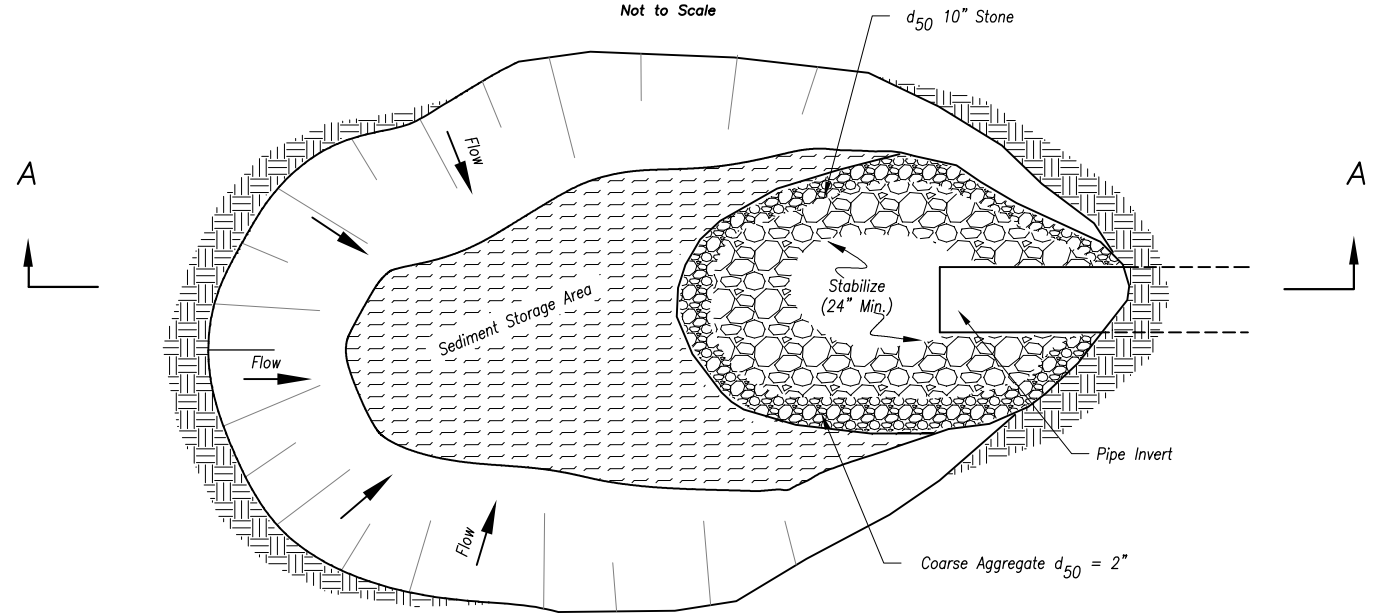 Not to Scale
d50 10" Stone
Flow
A
A
Stabilize
(24" Min.)
Sediment Storage Area
Flow
Pipe Invert
Flow
Coarse Aggregate d50 = 2"